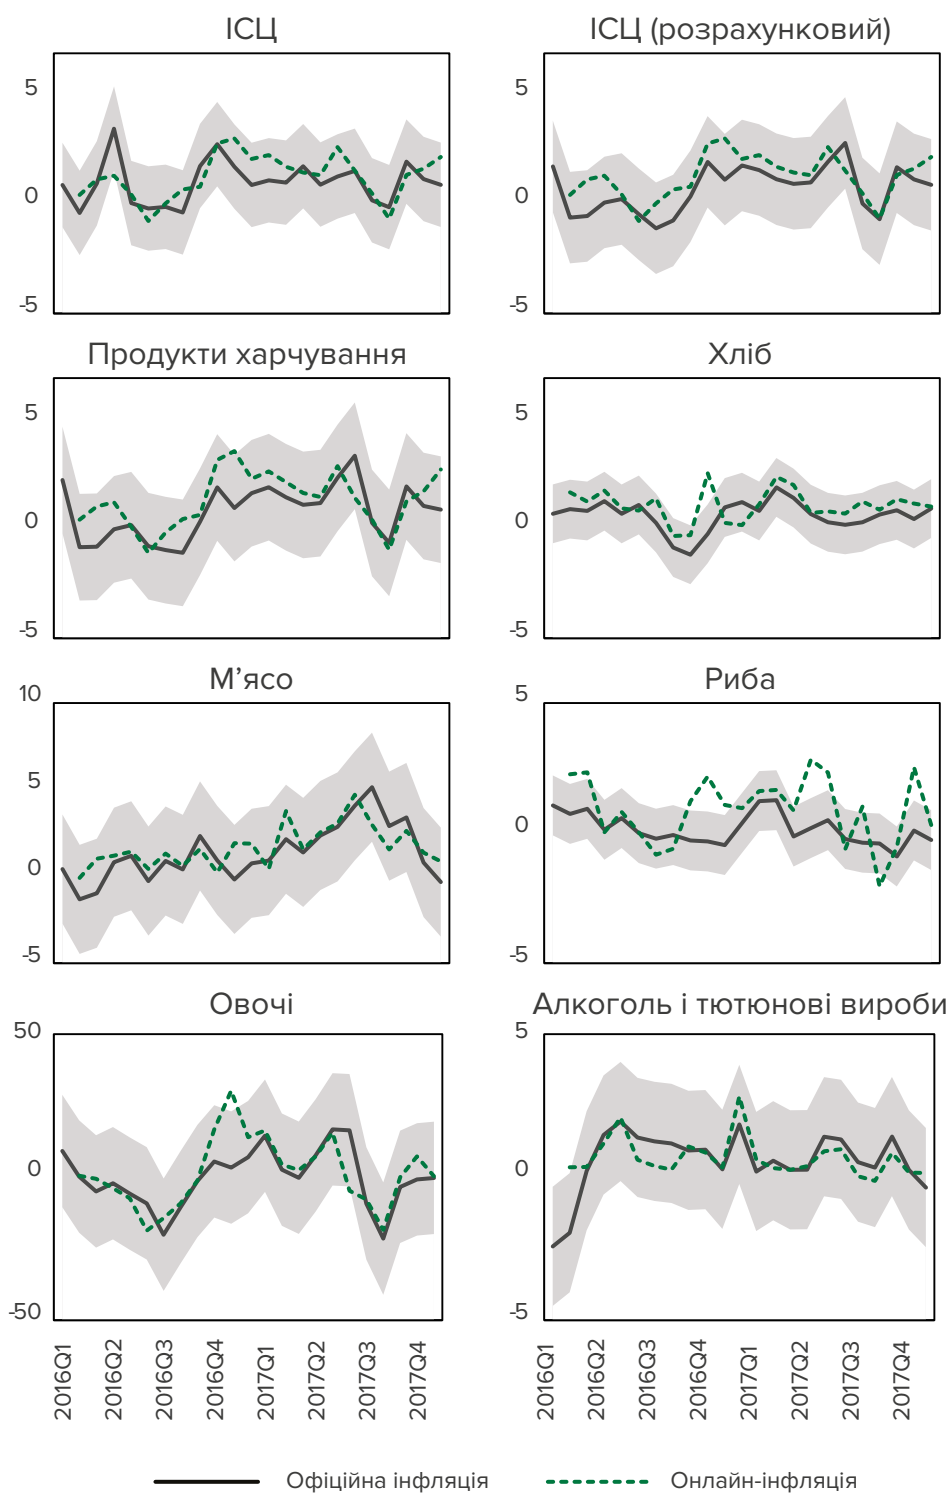 ІСЦ
5
0
-5
ІСЦ (розрахунковий)
5
0
-5
Продукти харчування
5
0
-5
Хліб
5
0
-5
М’ясо
10
5
0
-5
Риба
5
0
-5
Овочі
50
0
-50
Алкоголь і тютюнові вироби
5
0
-5
2016Q1
2016Q2
2016Q3
2016Q4
2017Q1
2017Q2
2017Q3
2017Q4
2016Q1
2016Q2
2016Q3
2016Q4
2017Q1
2017Q2
2017Q3
2017Q4
Офіційна інфляція
Онлайн-інфляція